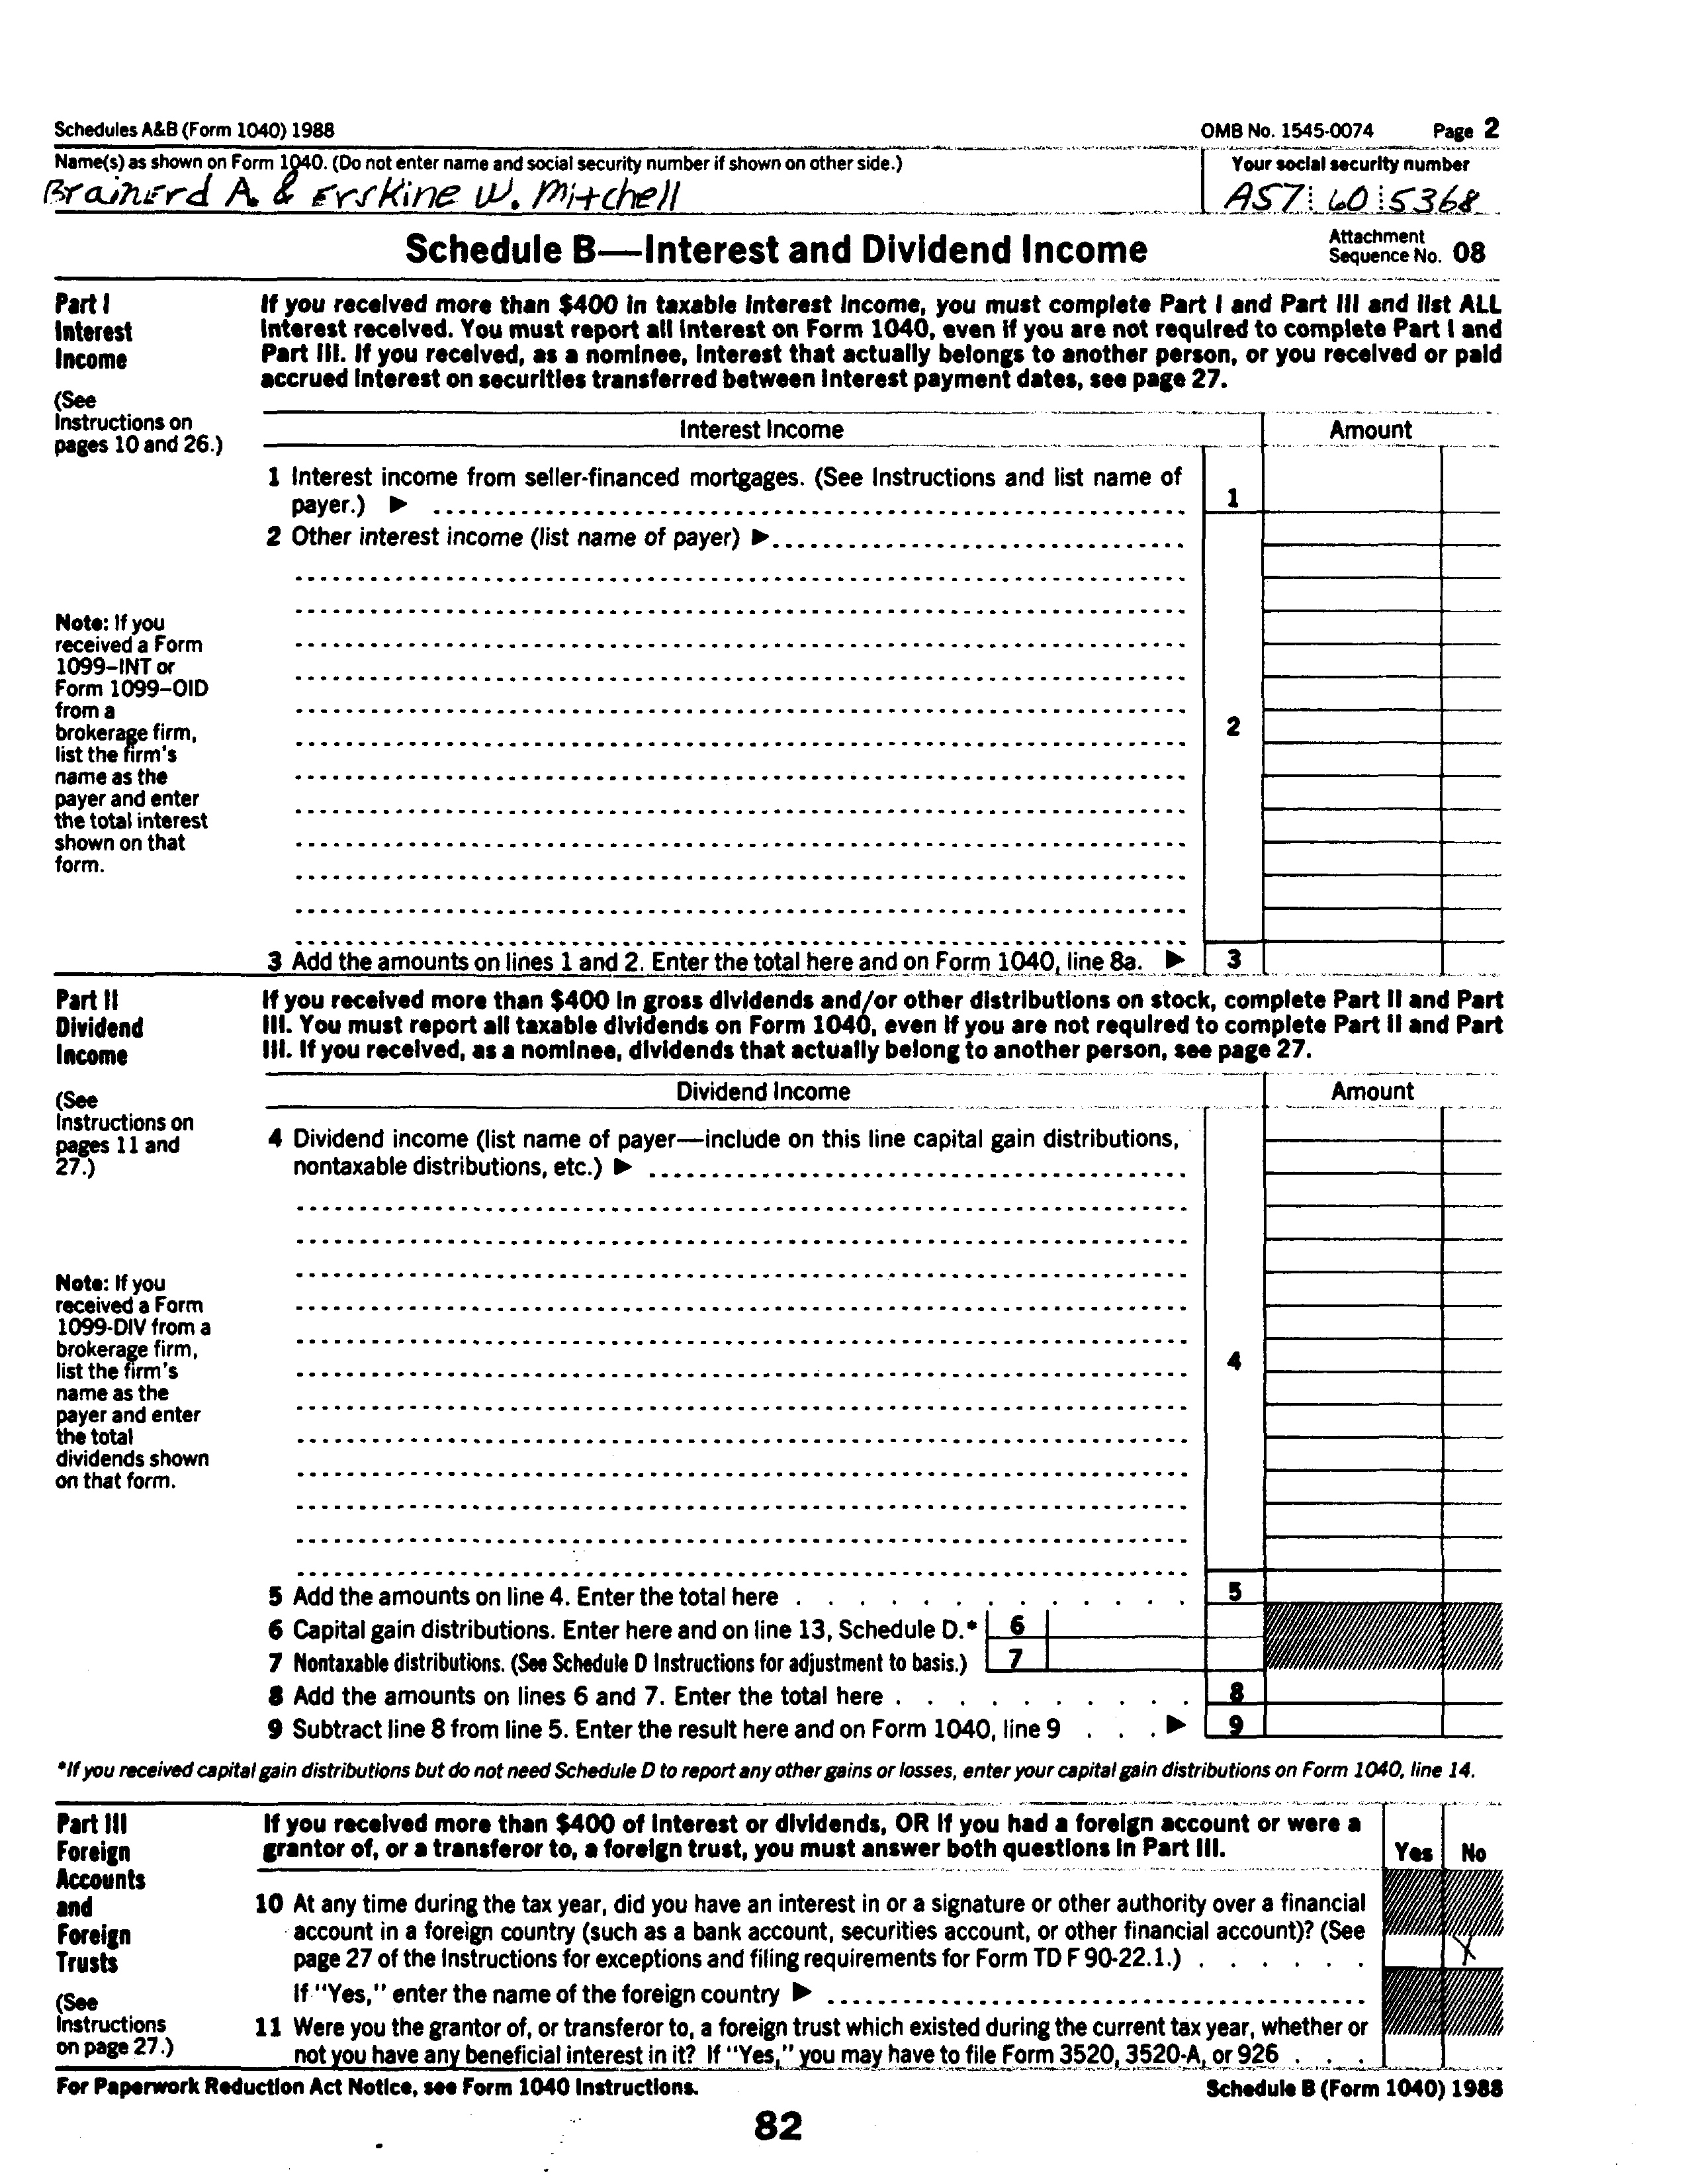 Schedules A&B (Form 1040) 1988 OMB No. 1545-0074 Page 2
Name(s) as shown on Form 1040. (Do not enter name and social security number if shown on other side.) Your social security number
Brainerd A. & Erskine W. Mitchell AS7 60 5368
Schedule B—Interest and Dividend Income Attachment Sequence No. 08
Part I
Interest
Income
(See
Instructions on
pages 10 and 26.)
If you received more than $400 in taxable interest income, you must complete Part I and Part III and list ALL
interest received. You must report all interest on Form 1040, even if you are not required to complete Part I and
Part III. If you received, as a nominee, interest that actually belongs to another person, or you received or paid
accrued interest on securities transferred between interest payment dates, see page 27.
Interest Income Amount
1 Interest income from seller-financed mortgages. (See Instructions and list name of
payer.) ▶ 1
2 Other interest income (list name of payer) ▶
Note: If you
received a Form
1099–INT or
Form 1099–OID
from a
brokerage firm,
list the firm's
name as the
payer and enter
the total interest
shown on that
form.
2
3 Add the amounts on lines 1 and 2. Enter the total here and on Form 1040, line 8a. ▶ 3
Part II
Dividend
Income
(See
Instructions on
pages 11 and
27.)
If you received more than $400 in gross dividends and/or other distributions on stock, complete Part II and Part
III. You must report all taxable dividends on Form 1040, even if you are not required to complete Part II and Part
III. If you received, as a nominee, dividends that actually belong to another person, see page 27.
Dividend Income Amount
4 Dividend income (list name of payer—include on this line capital gain distributions,
nontaxable distributions, etc.) ▶
Note: If you
received a Form
1099-DIV from a
brokerage firm,
list the firm's
name as the
payer and enter
the total
dividends shown
on that form.
4
5 Add the amounts on line 4. Enter the total here 5
6 Capital gain distributions. Enter here and on line 13, Schedule D.* 6
7 Nontaxable distributions. (See Schedule D Instructions for adjustment to basis.) 7
8 Add the amounts on lines 6 and 7. Enter the total here 8
9 Subtract line 8 from line 5. Enter the result here and on Form 1040, line 9 ▶ 9
*If you received capital gain distributions but do not need Schedule D to report any other gains or losses, enter your capital gain distributions on Form 1040, line 14.
Part III
Foreign
Accounts
and
Foreign
Trusts
(See
Instructions
on page 27.)
If you received more than $400 of interest or dividends, OR if you had a foreign account or were a
grantor of, or a transferor to, a foreign trust, you must answer both questions in Part III. Yes No
10 At any time during the tax year, did you have an interest in or a signature or other authority over a financial
account in a foreign country (such as a bank account, securities account, or other financial account)? (See
page 27 of the Instructions for exceptions and filing requirements for Form TD F 90-22.1.) X
If "Yes," enter the name of the foreign country ▶
11 Were you the grantor of, or transferor to, a foreign trust which existed during the current tax year, whether or
not you have any beneficial interest in it? If "Yes," you may have to file Form 3520, 3520-A, or 926
For Paperwork Reduction Act Notice, see Form 1040 Instructions. Schedule B (Form 1040) 1988
82